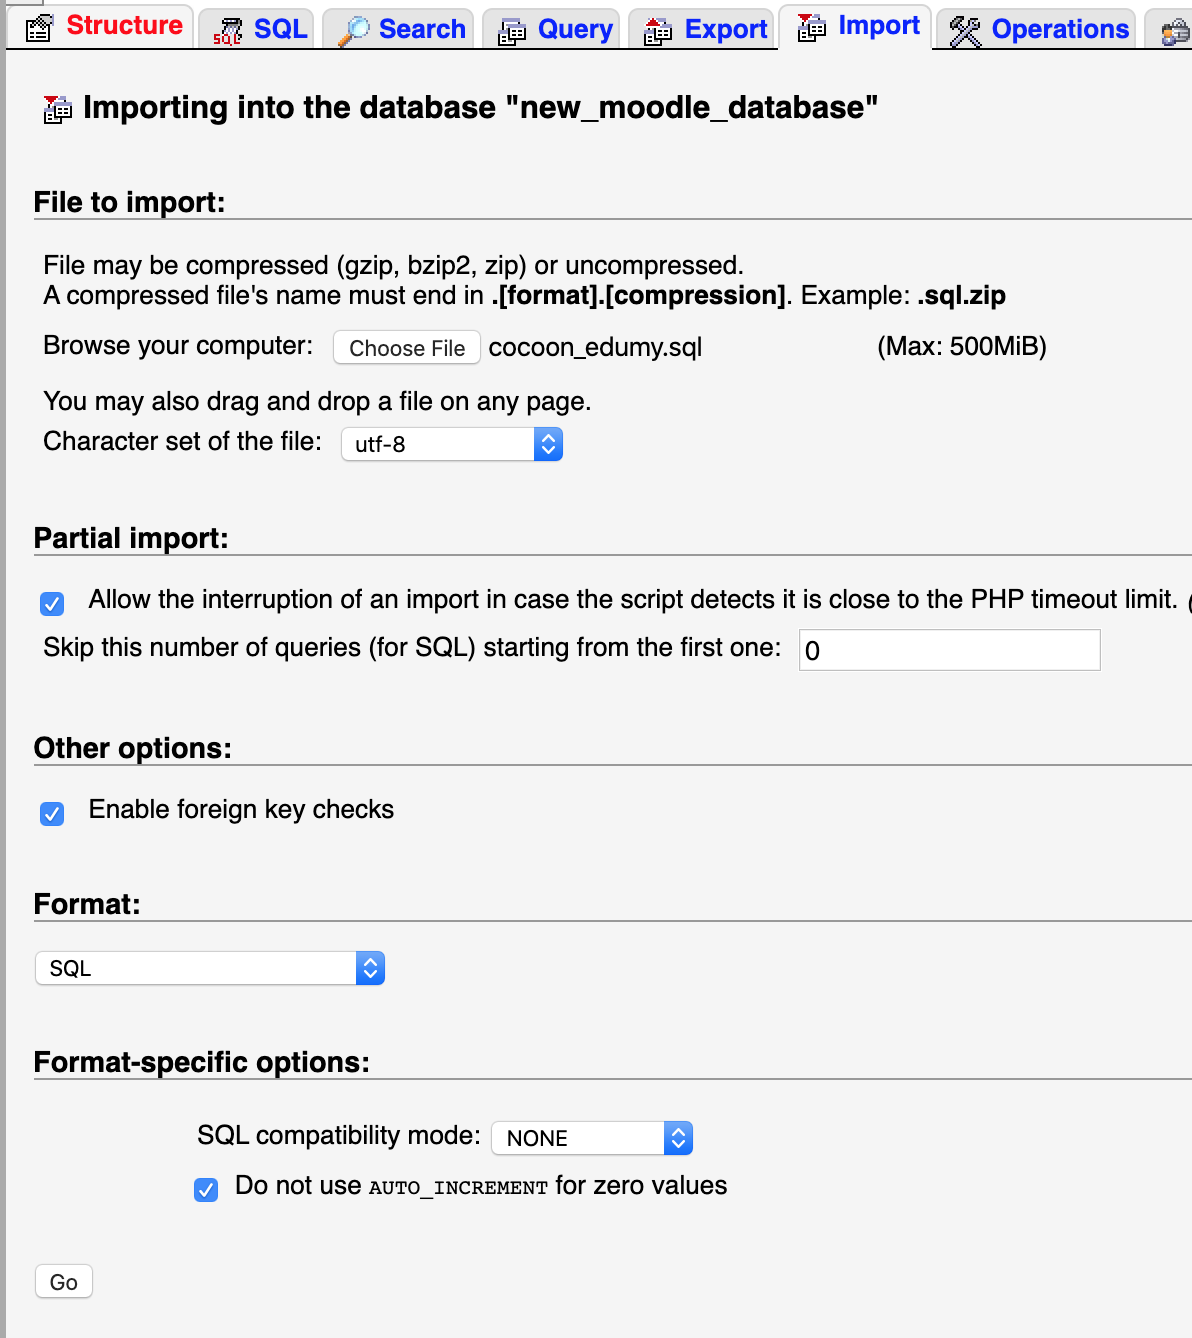 Structure SQL Search Query Export Import Operations
Importing into the database "new_moodle_database"
File to import:
File may be compressed (gzip, bzip2, zip) or uncompressed.
A compressed file's name must end in .[format].[compression]. Example: .sql.zip
Browse your computer: Choose File cocoon_edumy.sql (Max: 500MiB)
You may also drag and drop a file on any page.
Character set of the file: utf-8
Partial import:
Allow the interruption of an import in case the script detects it is close to the PHP timeout limit. (
Skip this number of queries (for SQL) starting from the first one: 0
Other options:
Enable foreign key checks
Format:
SQL
Format-specific options:
SQL compatibility mode: NONE
Do not use AUTO_INCREMENT for zero values
Go